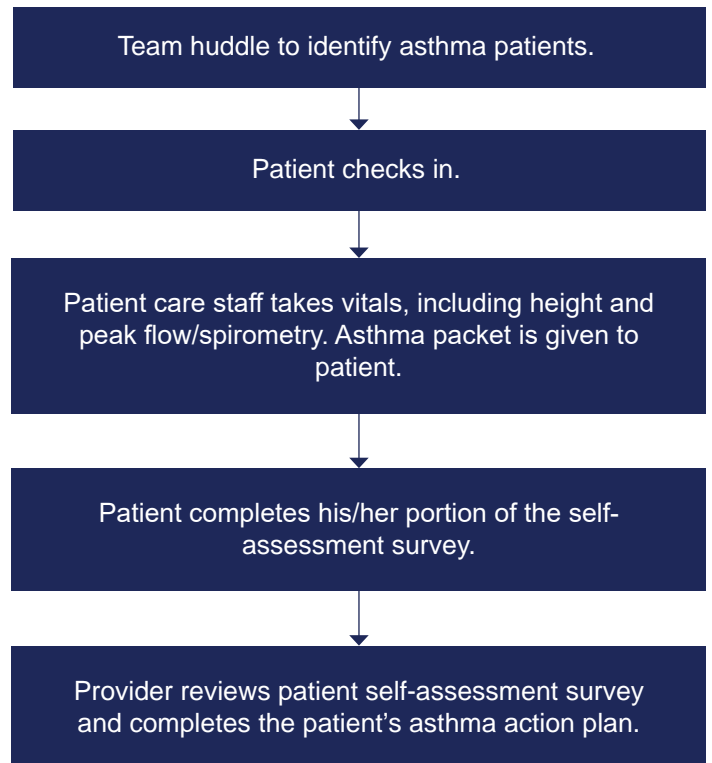 Team huddle to identify asthma patients.
Patient checks in.
Patient care staff takes vitals, including height and
peak flow/spirometry. Asthma packet is given to
patient.
Patient completes his/her portion of the self-
assessment survey.
Provider reviews patient self-assessment survey
and completes the patient’s asthma action plan.